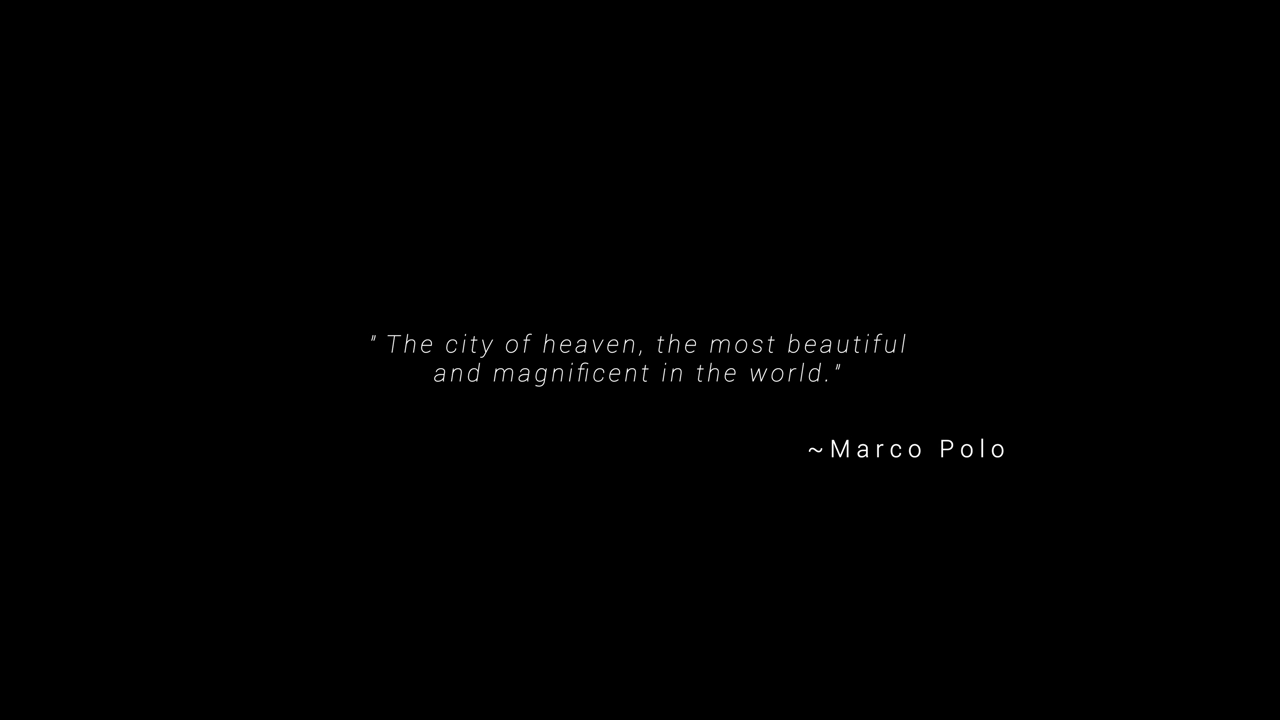 " The city of heaven, the most beautiful
and magnificent in the world."
~Marco Polo